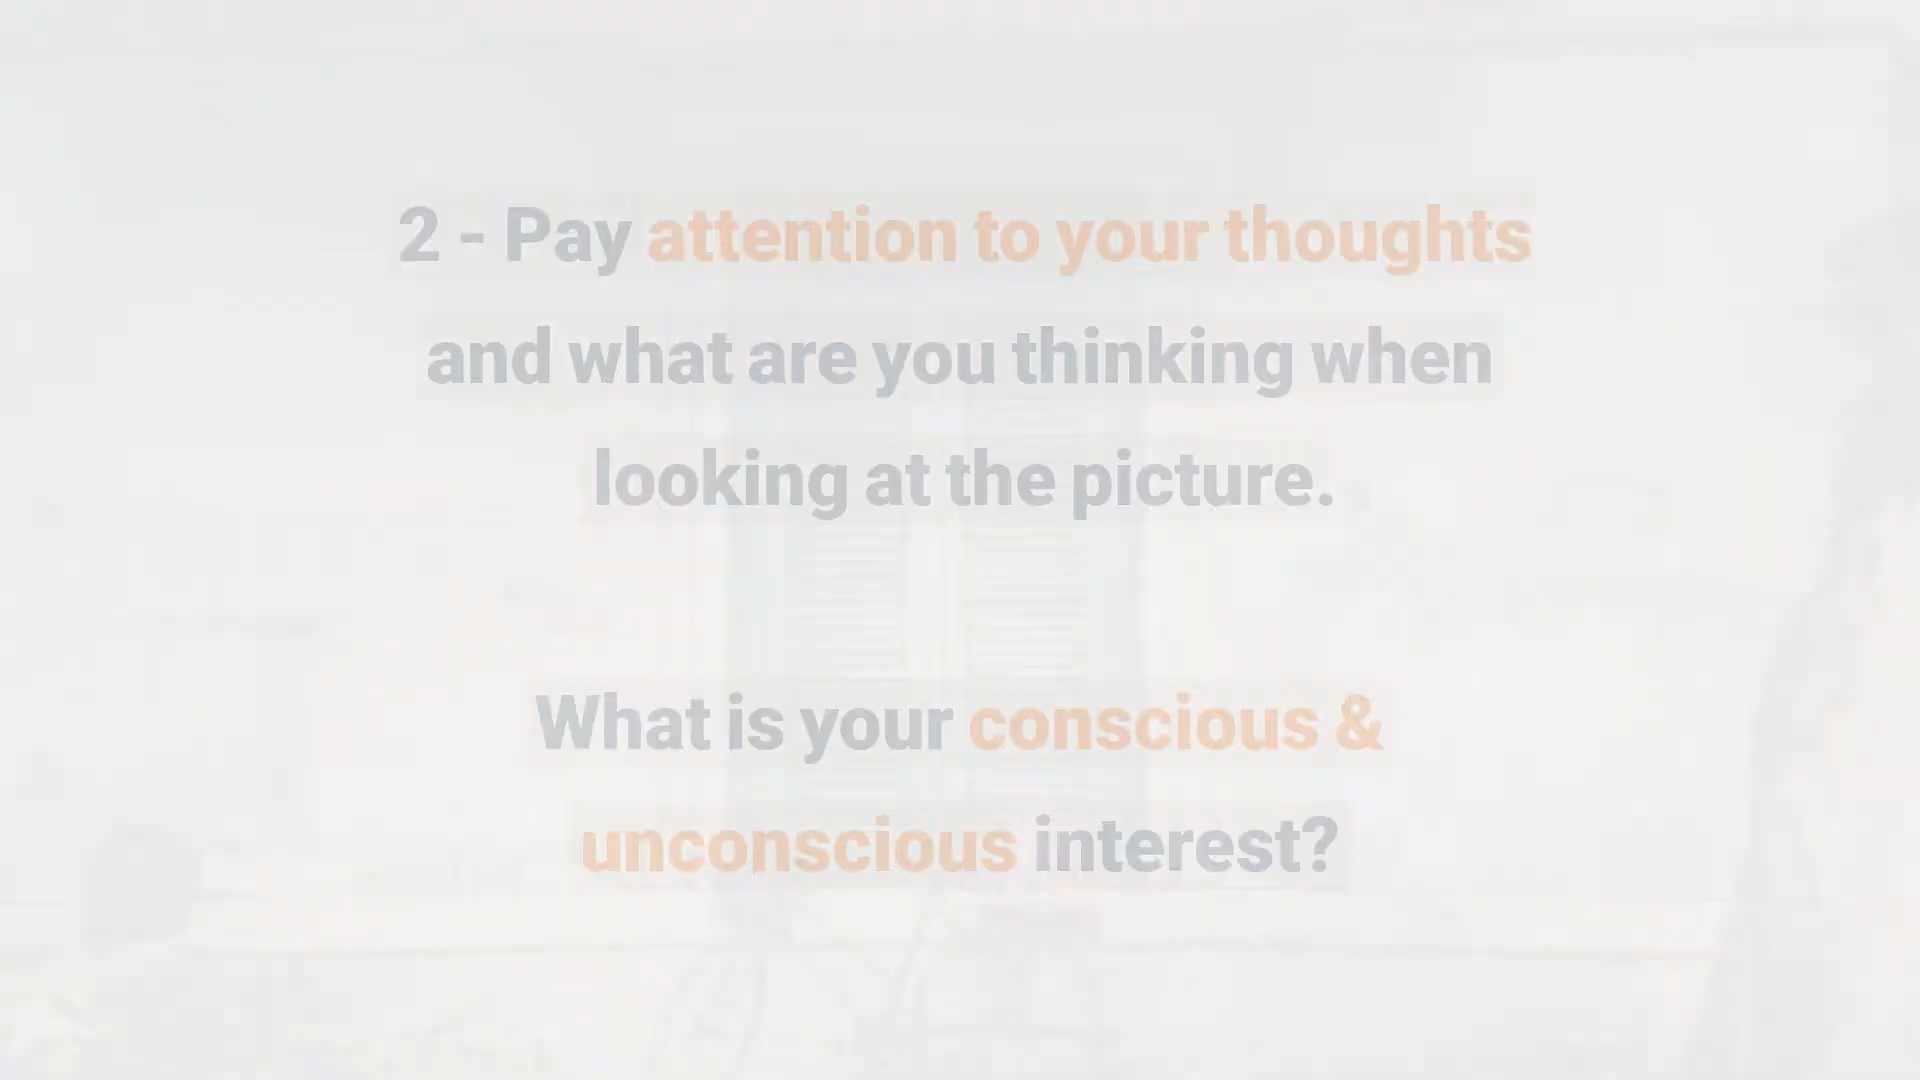 2 - Pay attention to your thoughts
and what are you thinking when
looking at the picture.
What is your conscious &
unconscious interest?